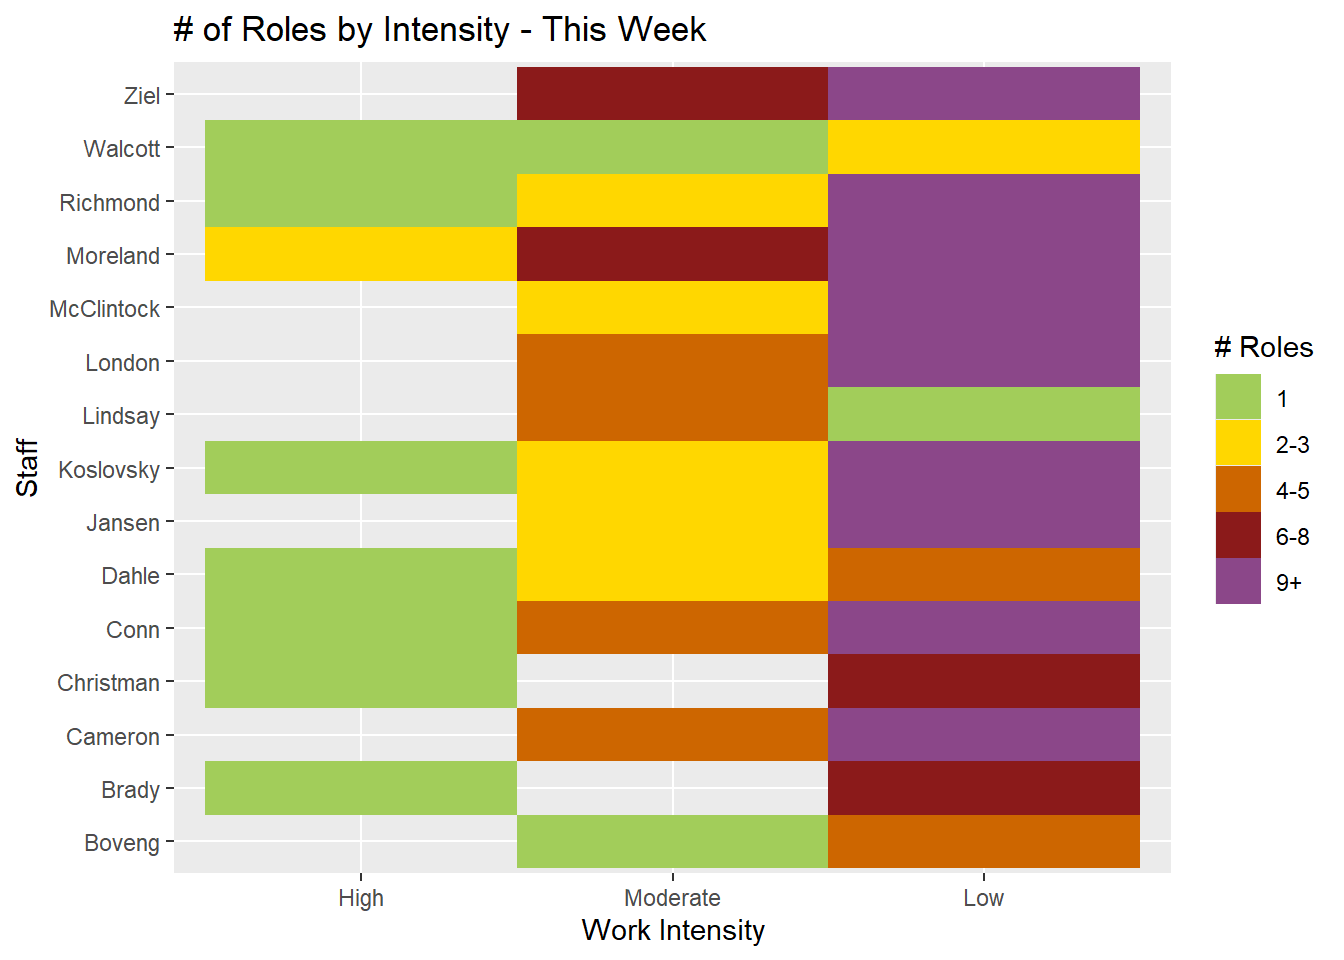 # of Roles by Intensity - This Week
Ziel
Walcott
Richmond
Moreland
McClintock
London
Lindsay
Koslovsky
Jansen
Dahle
Conn
Christman
Cameron
Brady
Boveng
Staff
High
Moderate
Low
Work Intensity
# Roles
1
2-3
4-5
6-8
9+